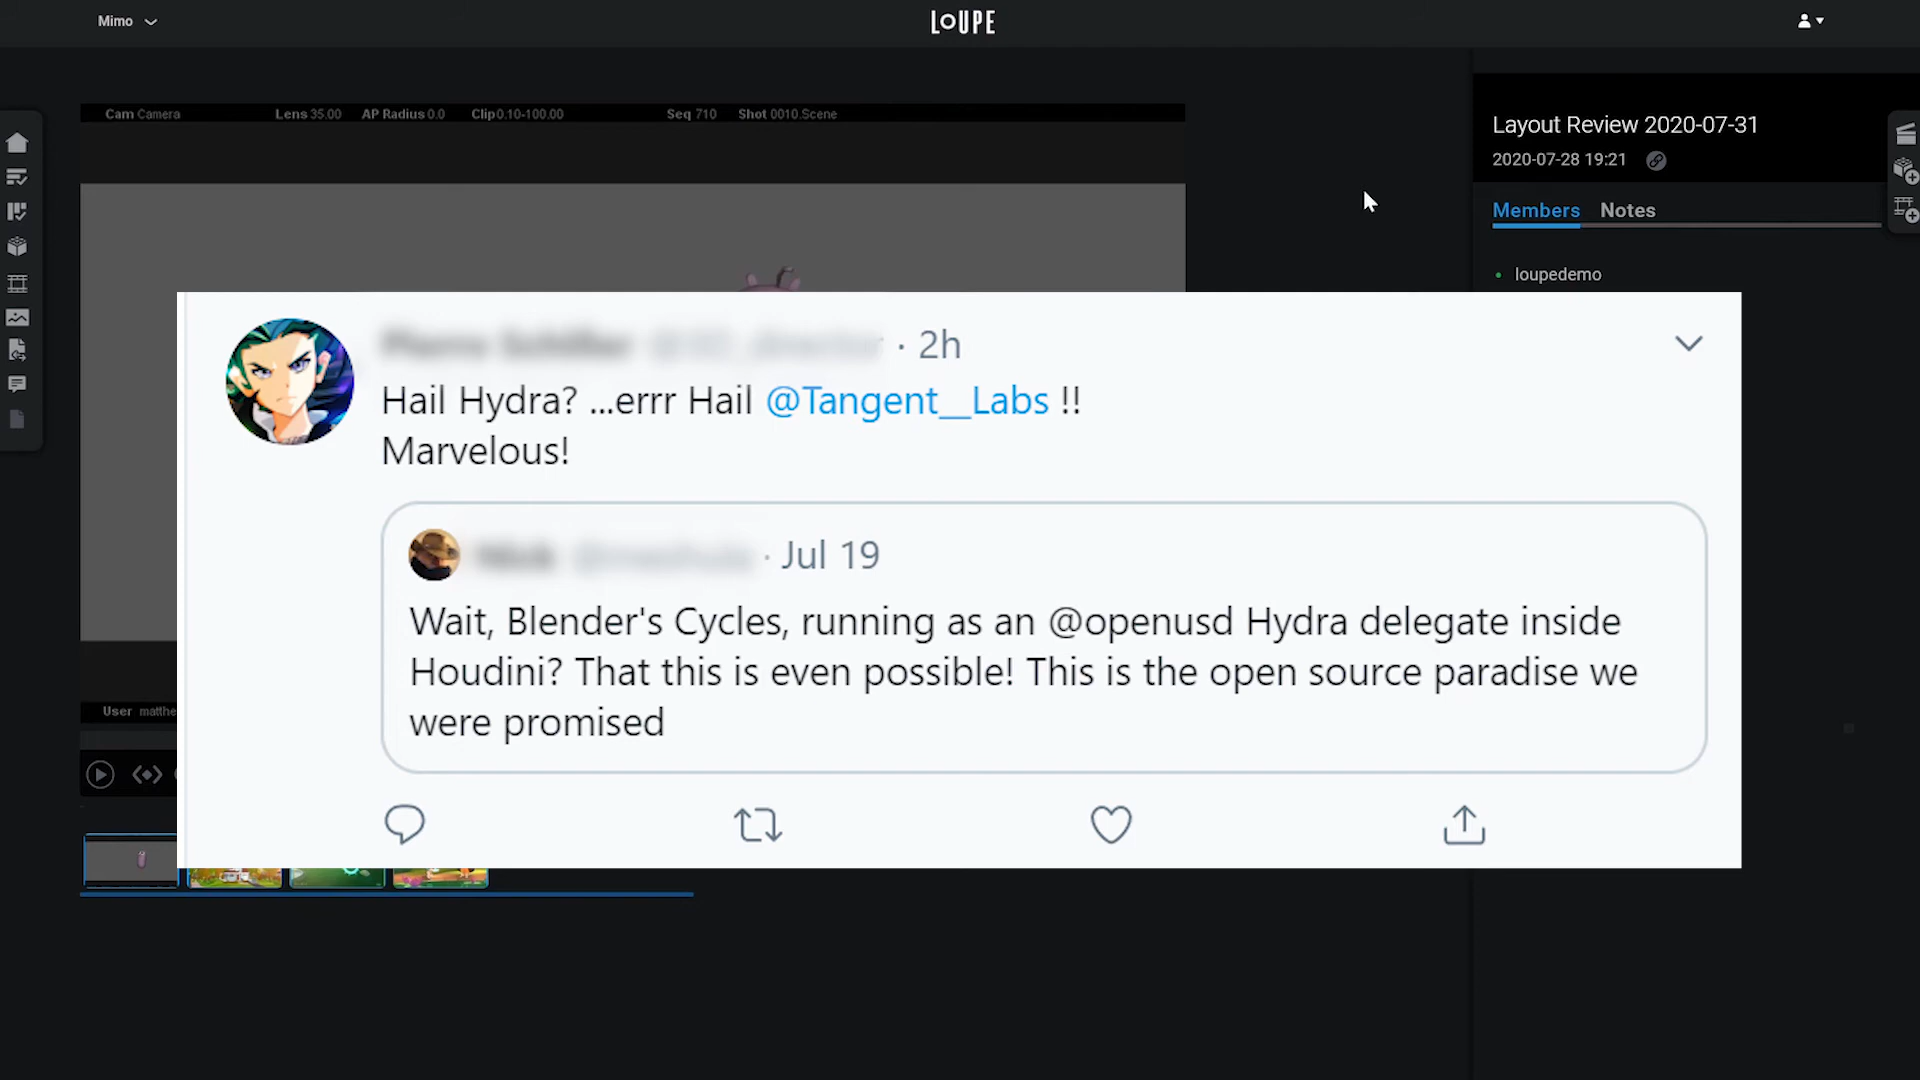 Mimo
LOUPE
Cam Camera
Lens 35.00
AP Radius 0.0
Clip 0.10-100.00
Seq 710
Shot 0010.Scene
Layout Review 2020-07-31
2020-07-28 19:21
Members
Notes
loupedemo
· 2h
Hail Hydra? ...errr Hail @Tangent__Labs !!
Marvelous!
· Jul 19
Wait, Blender's Cycles, running as an @openusd Hydra delegate inside
Houdini? That this is even possible! This is the open source paradise we
were promised
User matthe